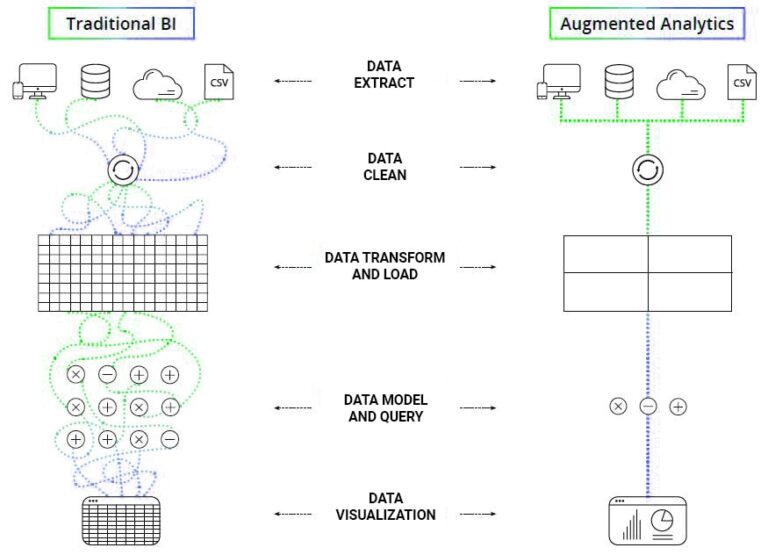 Traditional BI
Augmented Analytics
DATA
EXTRACT
CSV
CSV
DATA
CLEAN
DATA TRANSFORM
AND LOAD
DATA MODEL
AND QUERY
DATA
VISUALIZATION